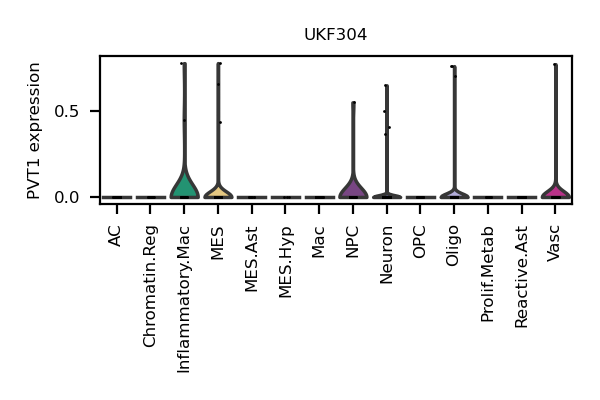 UKF304
PVT1 expression
0.5
0.0
AC
Chromatin.Reg
Inflammatory.Mac
MES
MES.Ast
MES.Hyp
Mac
NPC
Neuron
OPC
Oligo
Prolif.Metab
Reactive.Ast
Vasc